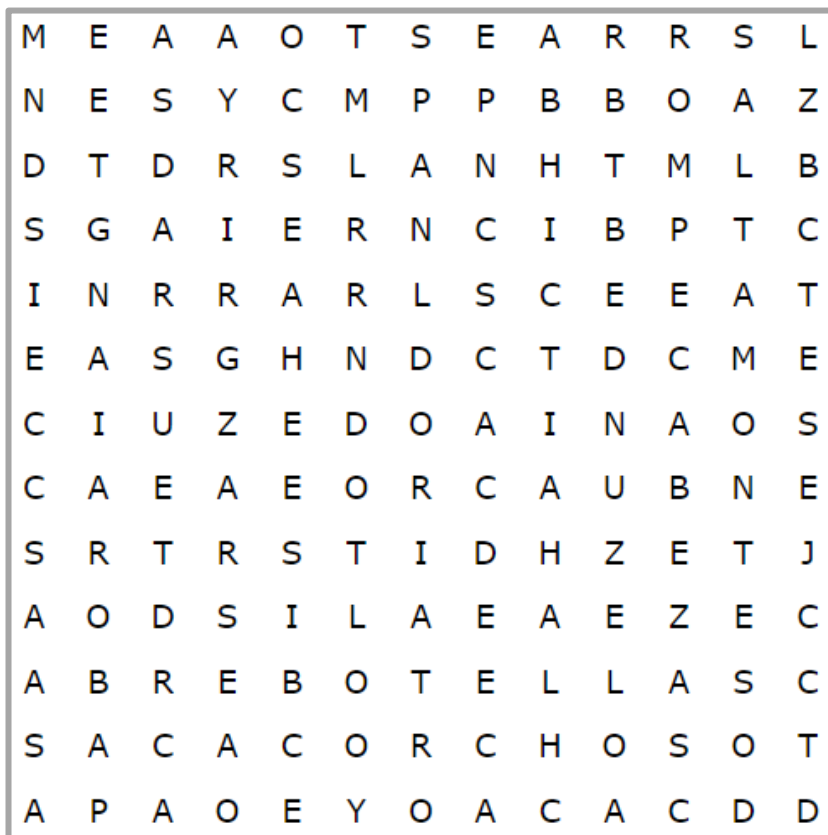 M E A A O T S E A R R S L
N E S Y C M P P B B O A Z
D T D R S L A N H T M L B
S G A I E R N C I B P T C
I N R R A R L S C E E A T
E A S G H N D C T D C M E
C I U Z E D O A I N A O S
C A E A E O R C A U B N E
S R T R S T I D H Z E T J
A O D S I L A E A E Z E C
A B R E B O T E L L A S C
S A C A C O R C H O S O T
A P A O E Y O A C A C D D